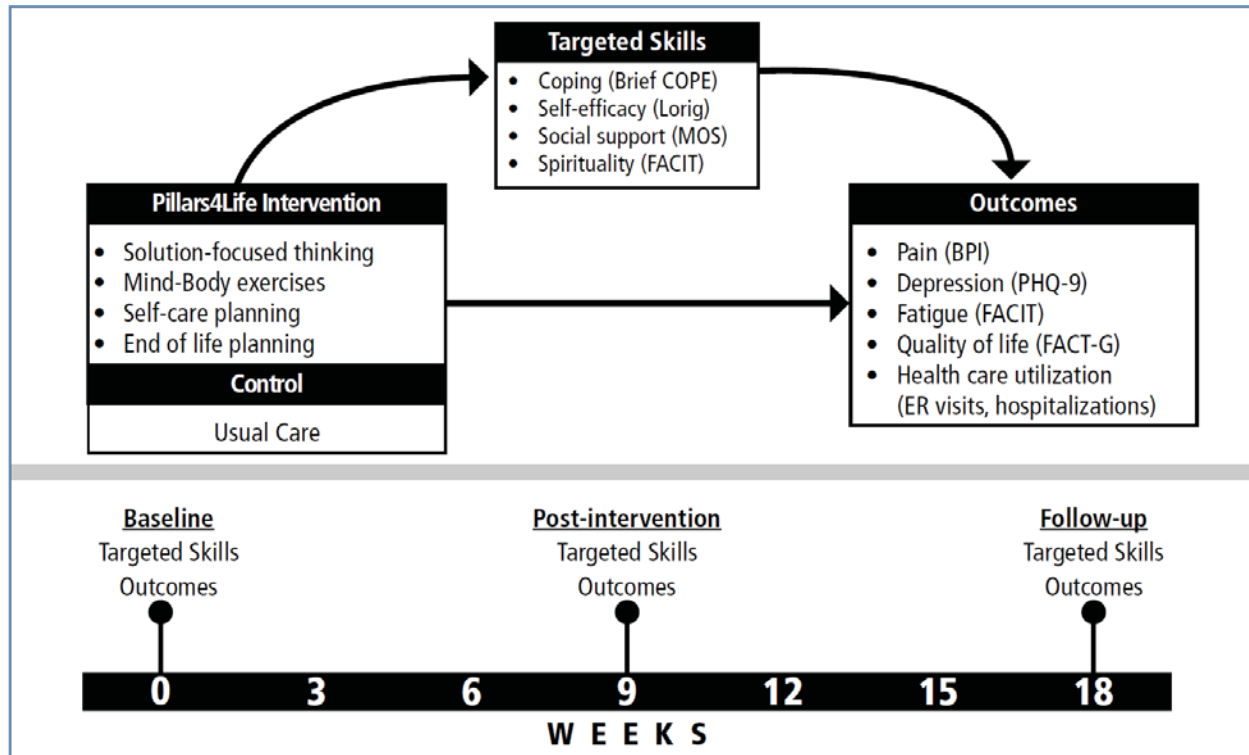 Targeted Skills
• Coping (Brief COPE)
• Self-efficacy (Lorig)
• Social support (MOS)
• Spirituality (FACIT)
Pillars4Life Intervention
• Solution-focused thinking
• Mind-Body exercises
• Self-care planning
• End of life planning
Control
Usual Care
Outcomes
• Pain (BPI)
• Depression (PHQ-9)
• Fatigue (FACIT)
• Quality of life (FACT-G)
• Health care utilization
(ER visits, hospitalizations)
Baseline
Targeted Skills
Outcomes
Post-intervention
Targeted Skills
Outcomes
Follow-up
Targeted Skills
Outcomes
0 3 6 9 12 15 18
WEEKS